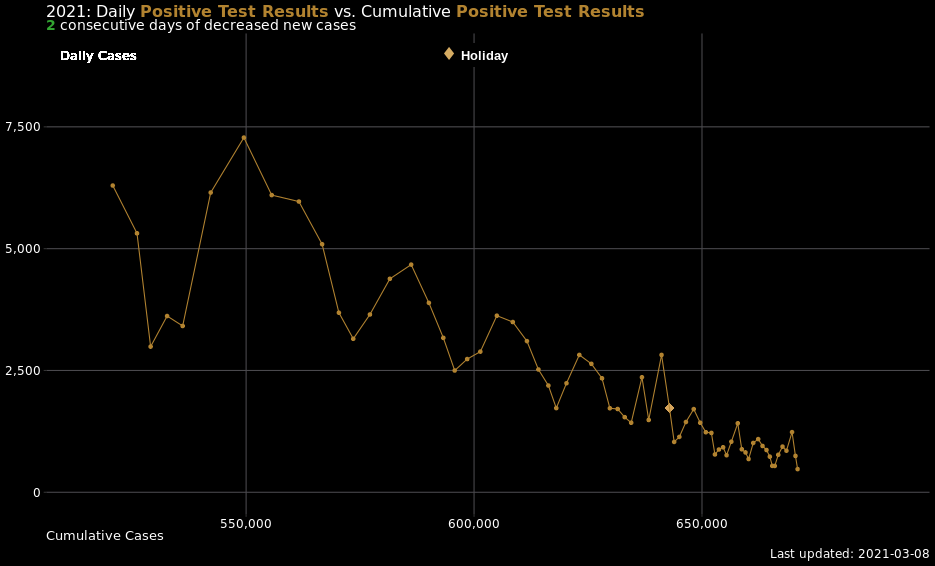 2021: Daily Positive Test Results vs. Cumulative Positive Test Results
2 consecutive days of decreased new cases
Daily Cases
Holiday
7,500
5,000
2,500
0
550,000 600,000 650,000
Cumulative Cases
Last updated: 2021-03-08